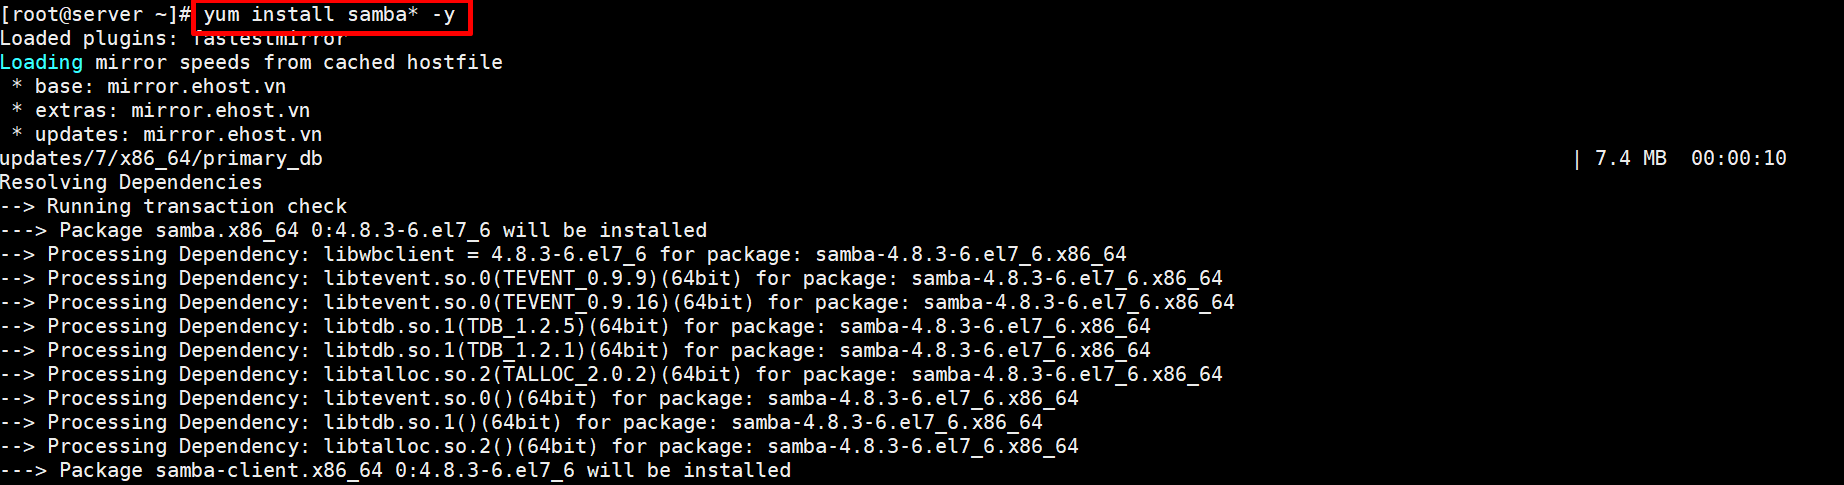 [root@server ~]# yum install samba* -y
Loaded plugins: fastestmirror
Loading mirror speeds from cached hostfile
 * base: mirror.ehost.vn
 * extras: mirror.ehost.vn
 * updates: mirror.ehost.vn
updates/7/x86_64/primary_db | 7.4 MB 00:00:10
Resolving Dependencies
--> Running transaction check
---> Package samba.x86_64 0:4.8.3-6.el7_6 will be installed
--> Processing Dependency: libwbclient = 4.8.3-6.el7_6 for package: samba-4.8.3-6.el7_6.x86_64
--> Processing Dependency: libtevent.so.0(TEVENT_0.9.9)(64bit) for package: samba-4.8.3-6.el7_6.x86_64
--> Processing Dependency: libtevent.so.0(TEVENT_0.9.16)(64bit) for package: samba-4.8.3-6.el7_6.x86_64
--> Processing Dependency: libtdb.so.1(TDB_1.2.5)(64bit) for package: samba-4.8.3-6.el7_6.x86_64
--> Processing Dependency: libtdb.so.1(TDB_1.2.1)(64bit) for package: samba-4.8.3-6.el7_6.x86_64
--> Processing Dependency: libtalloc.so.2(TALLOC_2.0.2)(64bit) for package: samba-4.8.3-6.el7_6.x86_64
--> Processing Dependency: libtevent.so.0()(64bit) for package: samba-4.8.3-6.el7_6.x86_64
--> Processing Dependency: libtdb.so.1()(64bit) for package: samba-4.8.3-6.el7_6.x86_64
--> Processing Dependency: libtalloc.so.2()(64bit) for package: samba-4.8.3-6.el7_6.x86_64
---> Package samba-client.x86_64 0:4.8.3-6.el7_6 will be installed